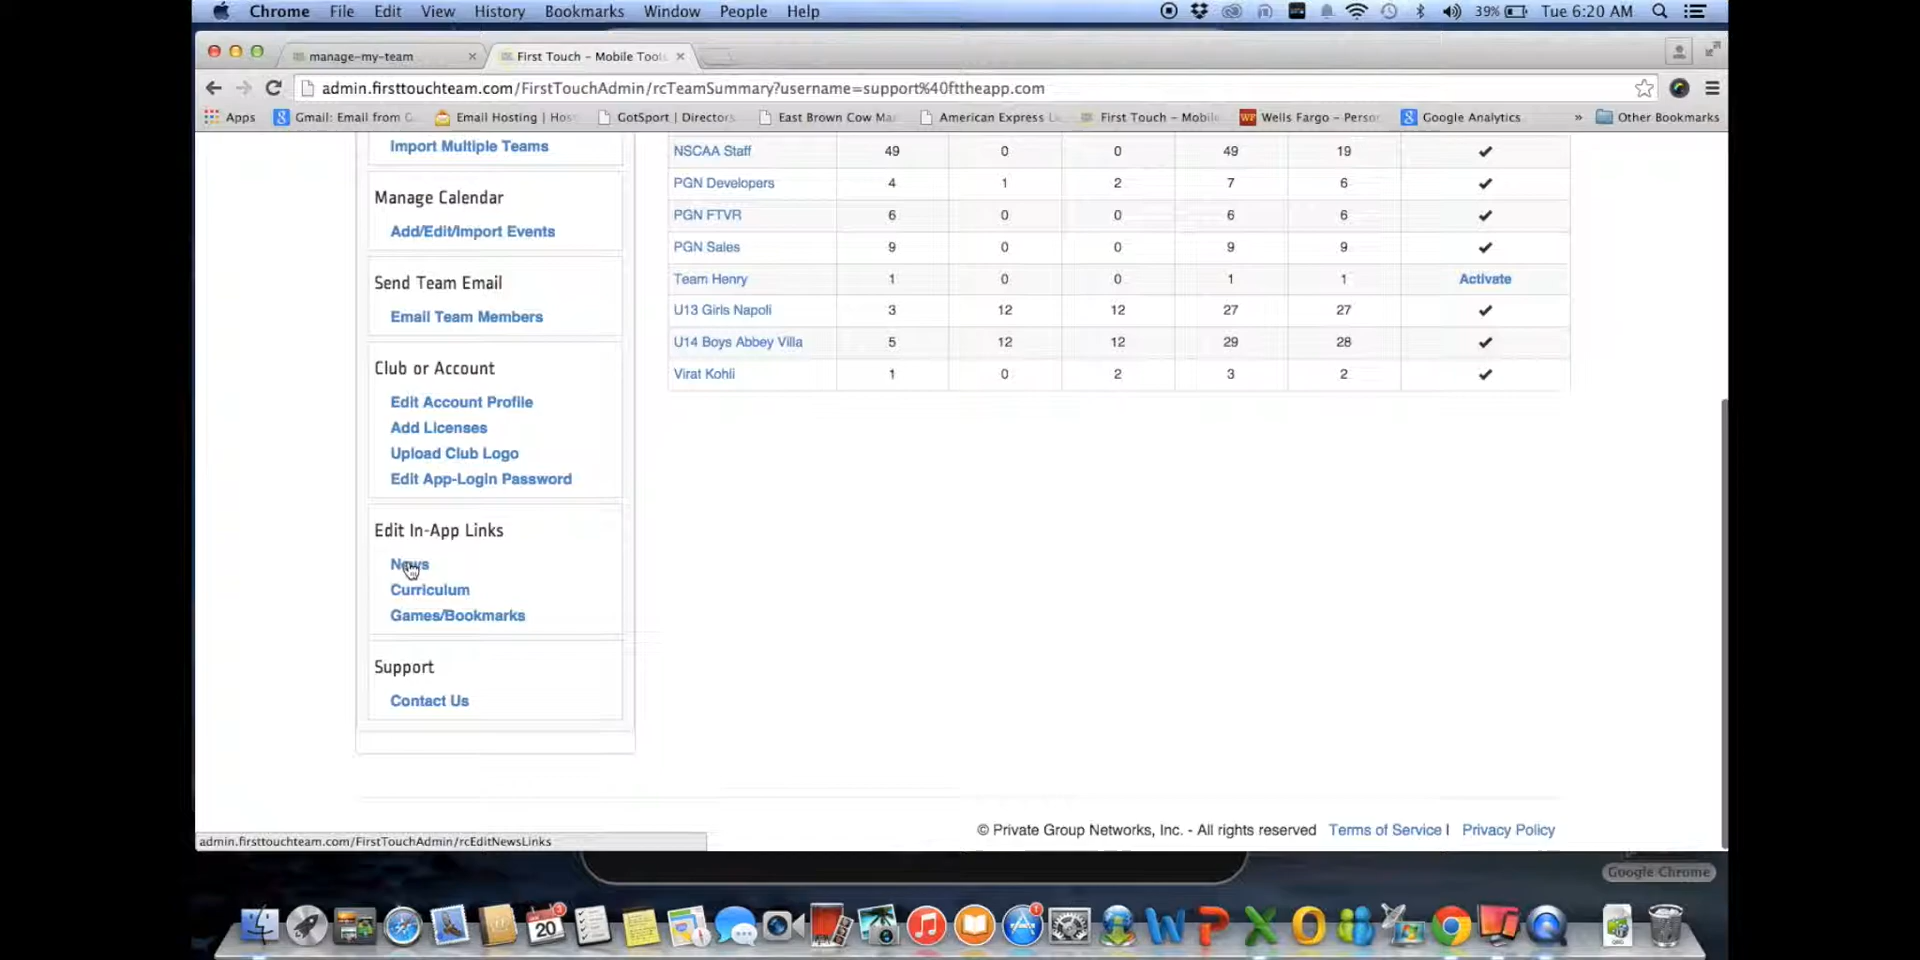 Chrome File Edit View History Bookmarks Window People Help 39% Tue 6:20 AM
manage-my-team First Touch - Mobile Tools
admin.firsttouchteam.com/FirstTouchAdmin/rcTeamSummary?username=support%40fttheapp.com
Apps Gmail: Email from Email Hosting | Hos GotSport | Directors East Brown Cow Ma American Express First Touch - Mobile Wells Fargo - Perso Google Analytics » Other Bookmarks
Import Multiple Teams
Manage Calendar
Add/Edit/Import Events
Send Team Email
Email Team Members
Club or Account
Edit Account Profile
Add Licenses
Upload Club Logo
Edit App-Login Password
Edit In-App Links
News
Curriculum
Games/Bookmarks
Support
Contact Us
NSCAA Staff 49 0 0 49 19 ✔
PGN Developers 4 1 2 7 6 ✔
PGN FTVR 6 0 0 6 6 ✔
PGN Sales 9 0 0 9 9 ✔
Team Henry 1 0 0 1 1 Activate
U13 Girls Napoli 3 12 12 27 27 ✔
U14 Boys Abbey Villa 5 12 12 29 28 ✔
Virat Kohli 1 0 2 3 2 ✔
© Private Group Networks, Inc. - All rights reserved Terms of Service | Privacy Policy
admin.firsttouchteam.com/FirstTouchAdmin/rcEditNewsLinks
Google Chrome
20